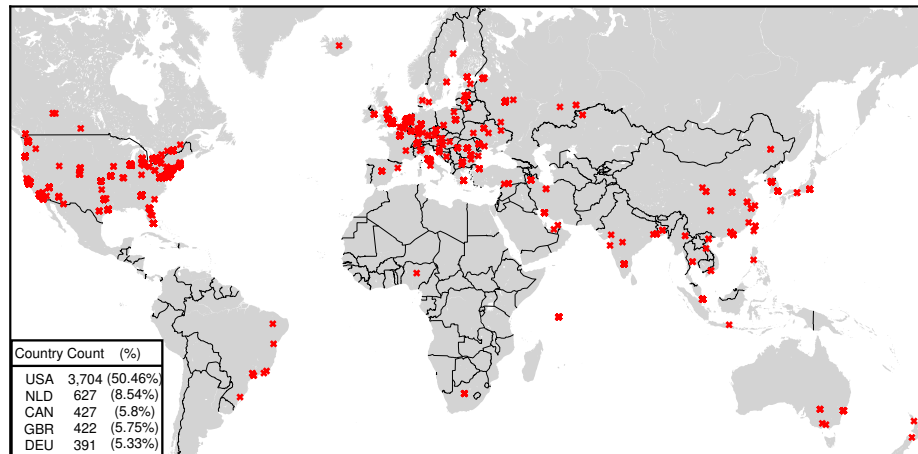 Country Count (%)
USA 3,704 (50.46%)
NLD 627 (8.54%)
CAN 427 (5.8%)
GBR 422 (5.75%)
DEU 391 (5.33%)